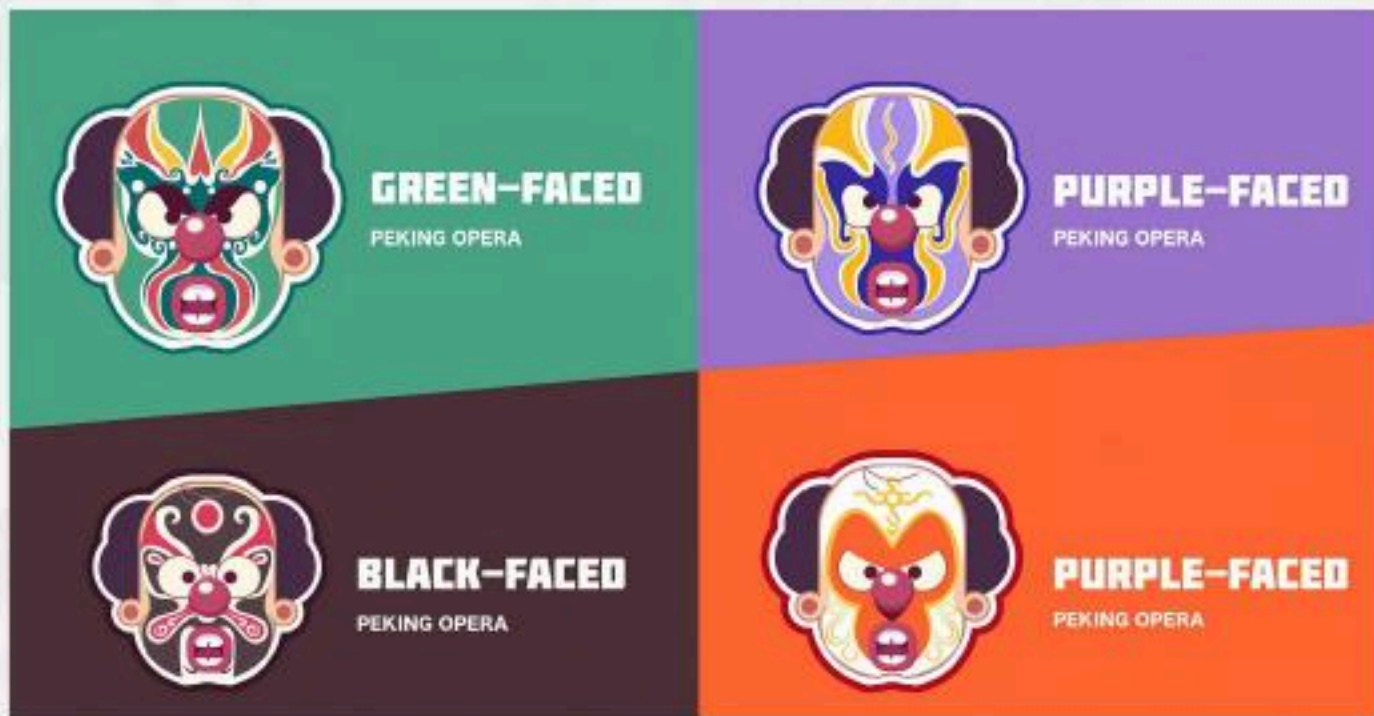 GREEN-FACED
PEKING OPERA
PURPLE-FACED
PEKING OPERA
BLACK-FACED
PEKING OPERA
PURPLE-FACED
PEKING OPERA